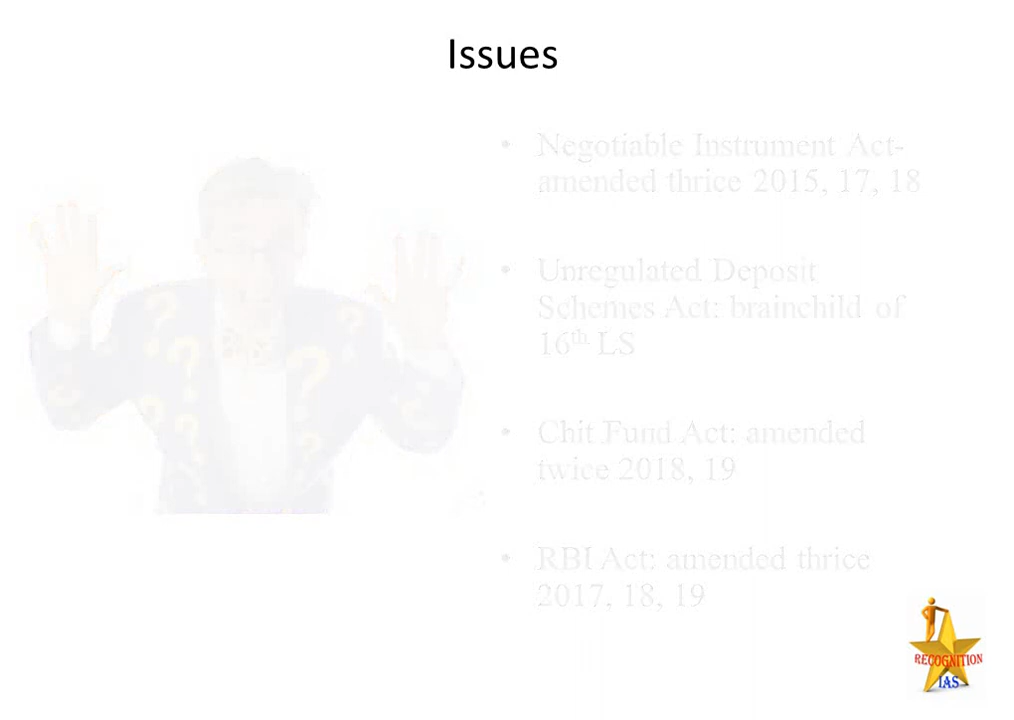 Issues
• Negotiable Instrument Act-
amended thrice 2015, 17, 18
• Unregulated Deposit
Schemes Act: brainchild of
16th LS
• Chit Fund Act: amended
twice 2018, 19
• RBI Act: amended thrice
2017, 18, 19
RECOGNITION
IAS